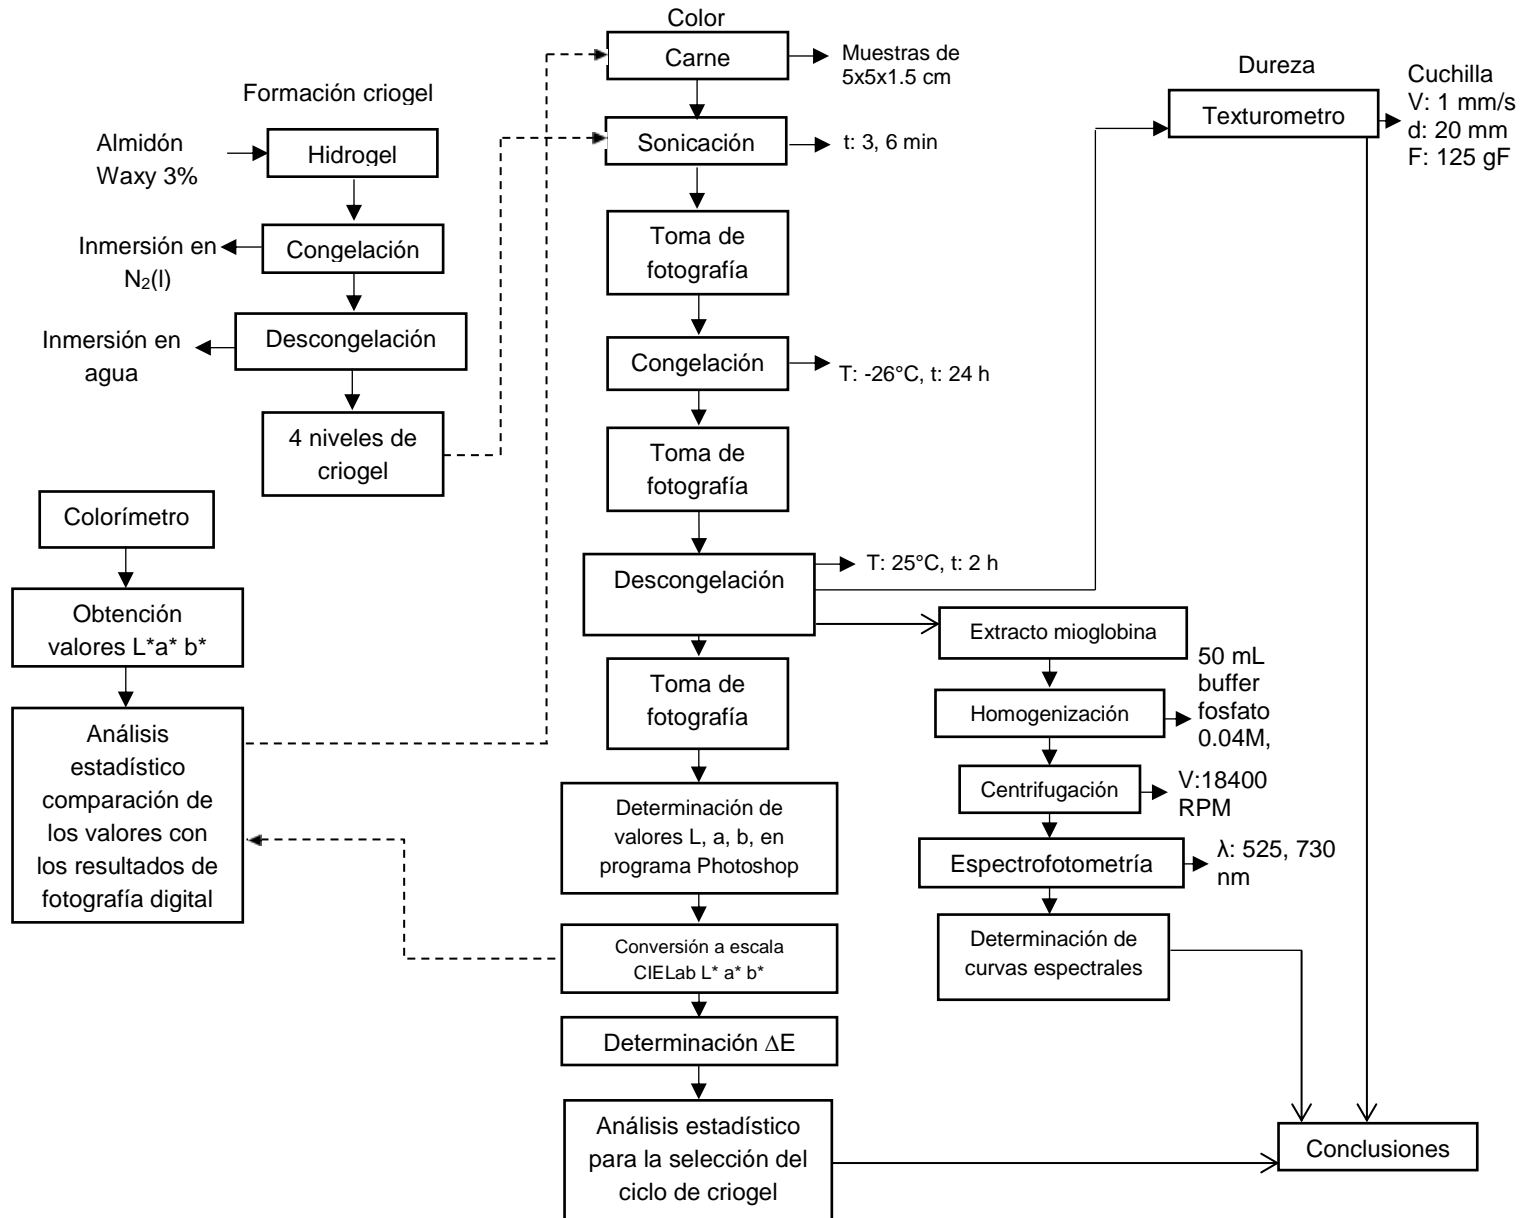 Formación criogel
Almidón
Waxy 3%
Hidrogel
Congelación
Inmersión en
N₂(l)
Descongelación
Inmersión en
agua
4 niveles de
criogel
Colorímetro
Obtención
valores L*a* b*
Análisis
estadístico
comparación de
los valores con
los resultados de
fotografía digital
Color
Carne
Muestras de
5x5x1.5 cm
Sonicación
t: 3, 6 min
Toma de
fotografía
Congelación
T: -26°C, t: 24 h
Toma de
fotografía
Descongelación
T: 25°C, t: 2 h
Toma de
fotografía
Determinación de
valores L, a, b, en
programa Photoshop
Conversión a escala
CIELab L* a* b*
Determinación ΔE
Análisis estadístico
para la selección del
ciclo de criogel
Dureza
Texturometro
Cuchilla
V: 1 mm/s
d: 20 mm
F: 125 gF
Extracto mioglobina
Homogenización
50 mL
buffer
fosfato
0.04M,
Centrifugación
V:18400
RPM
Espectrofotometría
λ: 525, 730
nm
Determinación de
curvas espectrales
Conclusiones